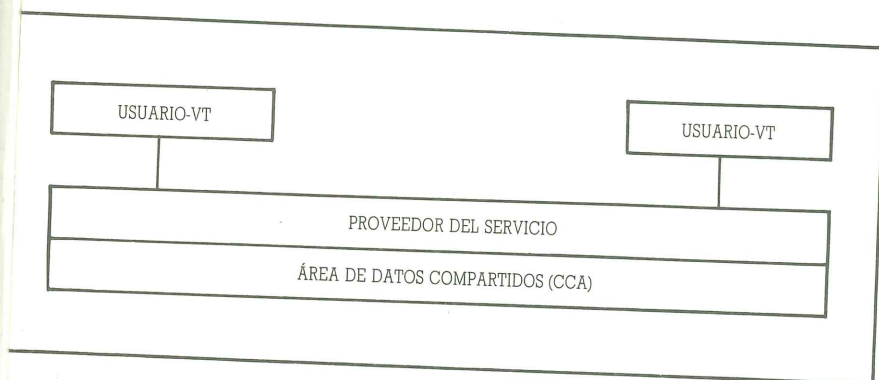 USUARIO-VT
USUARIO-VT
PROVEEDOR DEL SERVICIO
ÁREA DE DATOS COMPARTIDOS (CCA)